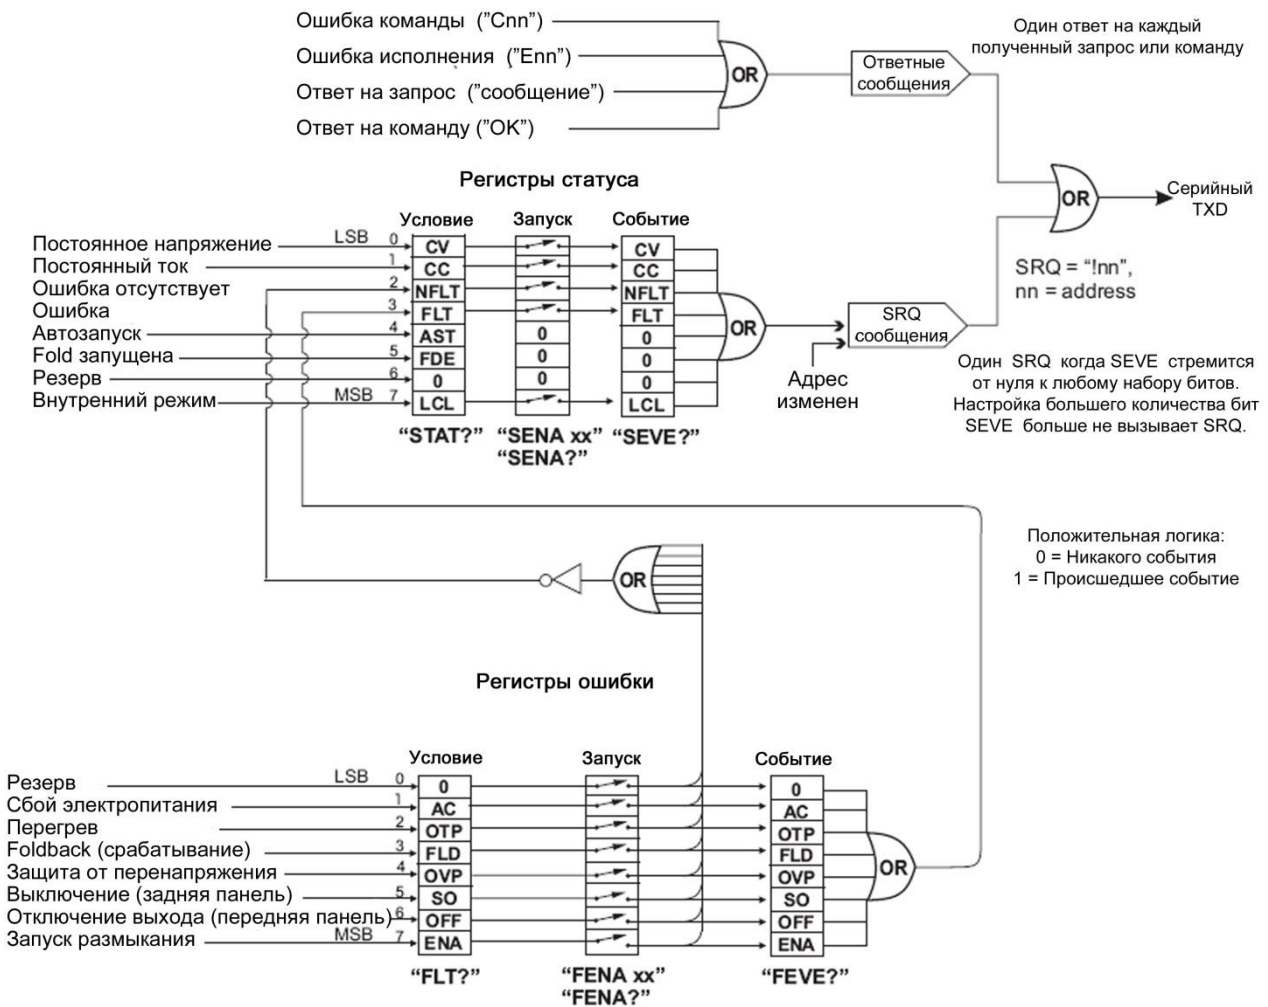 Ошибка команды ("Cnn")
Ошибка исполнения ("Enn")
Ответ на запрос ("сообщение")
Ответ на команду ("OK")
OR
Ответные
сообщения
Один ответ на каждый
полученный запрос или команду
OR
Серийный
TXD
SRQ = "!nn",
nn = address
Регистры статуса
Условие
Запуск
Событие
Постоянное напряжение
LSB
0
CV
CV
Постоянный ток
1
CC
CC
Ошибка отсутствует
2
NFLT
NFLT
Ошибка
3
FLT
FLT
Автозапуск
4
AST
0
0
Fold запущена
5
FDE
0
0
Резерв
6
0
0
0
Внутренний режим
MSB
7
LCL
LCL
"STAT?"
"SENA xx"
"SENA?"
"SEVE?"
OR
Адрес
изменен
SRQ
сообщения
Один SRQ когда SEVE стремится
от нуля к любому набору битов.
Настройка большего количества бит
SEVE больше не вызывает SRQ.
OR
Положительная логика:
0 = Никакого события
1 = Происшедшее событие
Регистры ошибки
Условие
Запуск
Событие
Резерв
LSB
0
0
0
Сбой электропитания
1
AC
AC
Перегрев
2
OTP
OTP
Foldback (срабатывание)
3
FLD
FLD
Защита от перенапряжения
4
OVP
OVP
Выключение (задняя панель)
5
SO
SO
Отключение выхода (передняя панель)
6
OFF
OFF
Запуск размыкания
MSB
7
ENA
ENA
OR
"FLT?"
"FENA xx"
"FENA?"
"FEVE?"